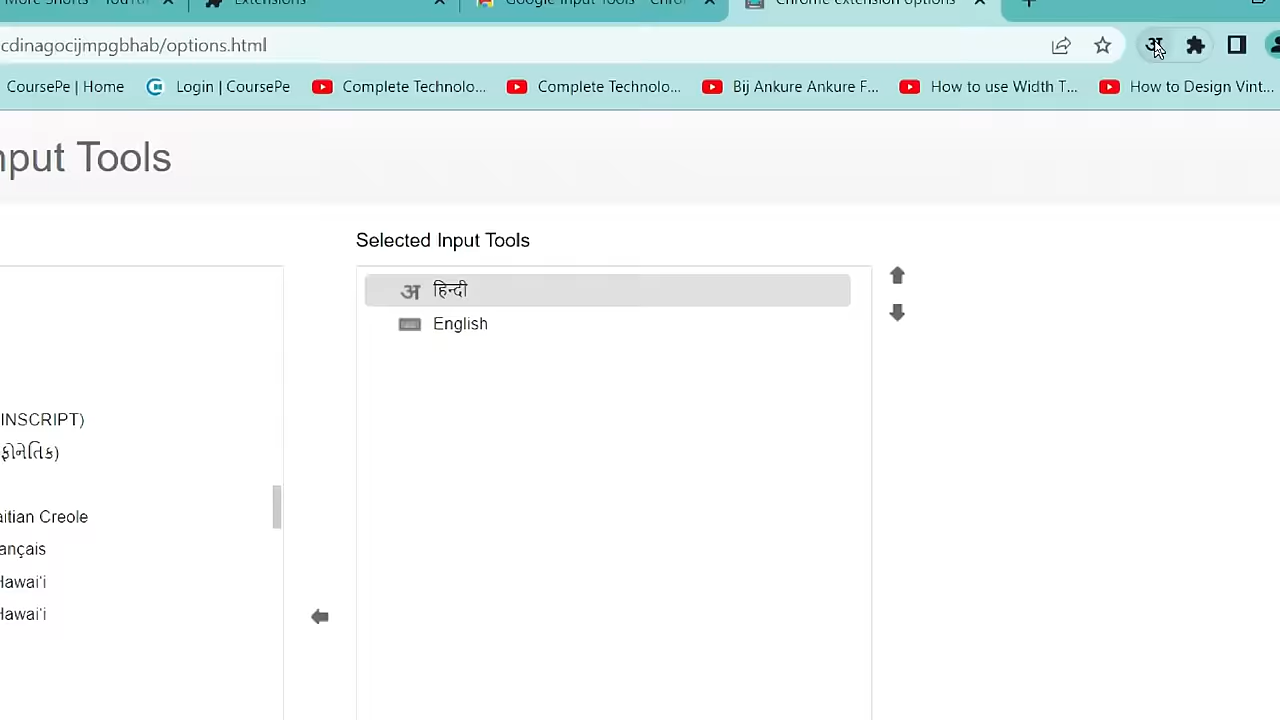 More Shorts - YouTu
Extensions
Google Input Tools - Chro
Chrome extension options
cdinagocijmpgbhab/options.html
CoursePe | Home
Login | CoursePe
Complete Technolo...
Complete Technolo...
Bij Ankure Ankure F...
How to use Width T...
How to Design Vint...
nput Tools
Selected Input Tools
अ हिन्दी
English
INSCRIPT)
ફોનેટિક)
aitian Creole
ançais
Hawai'i
Hawai'i